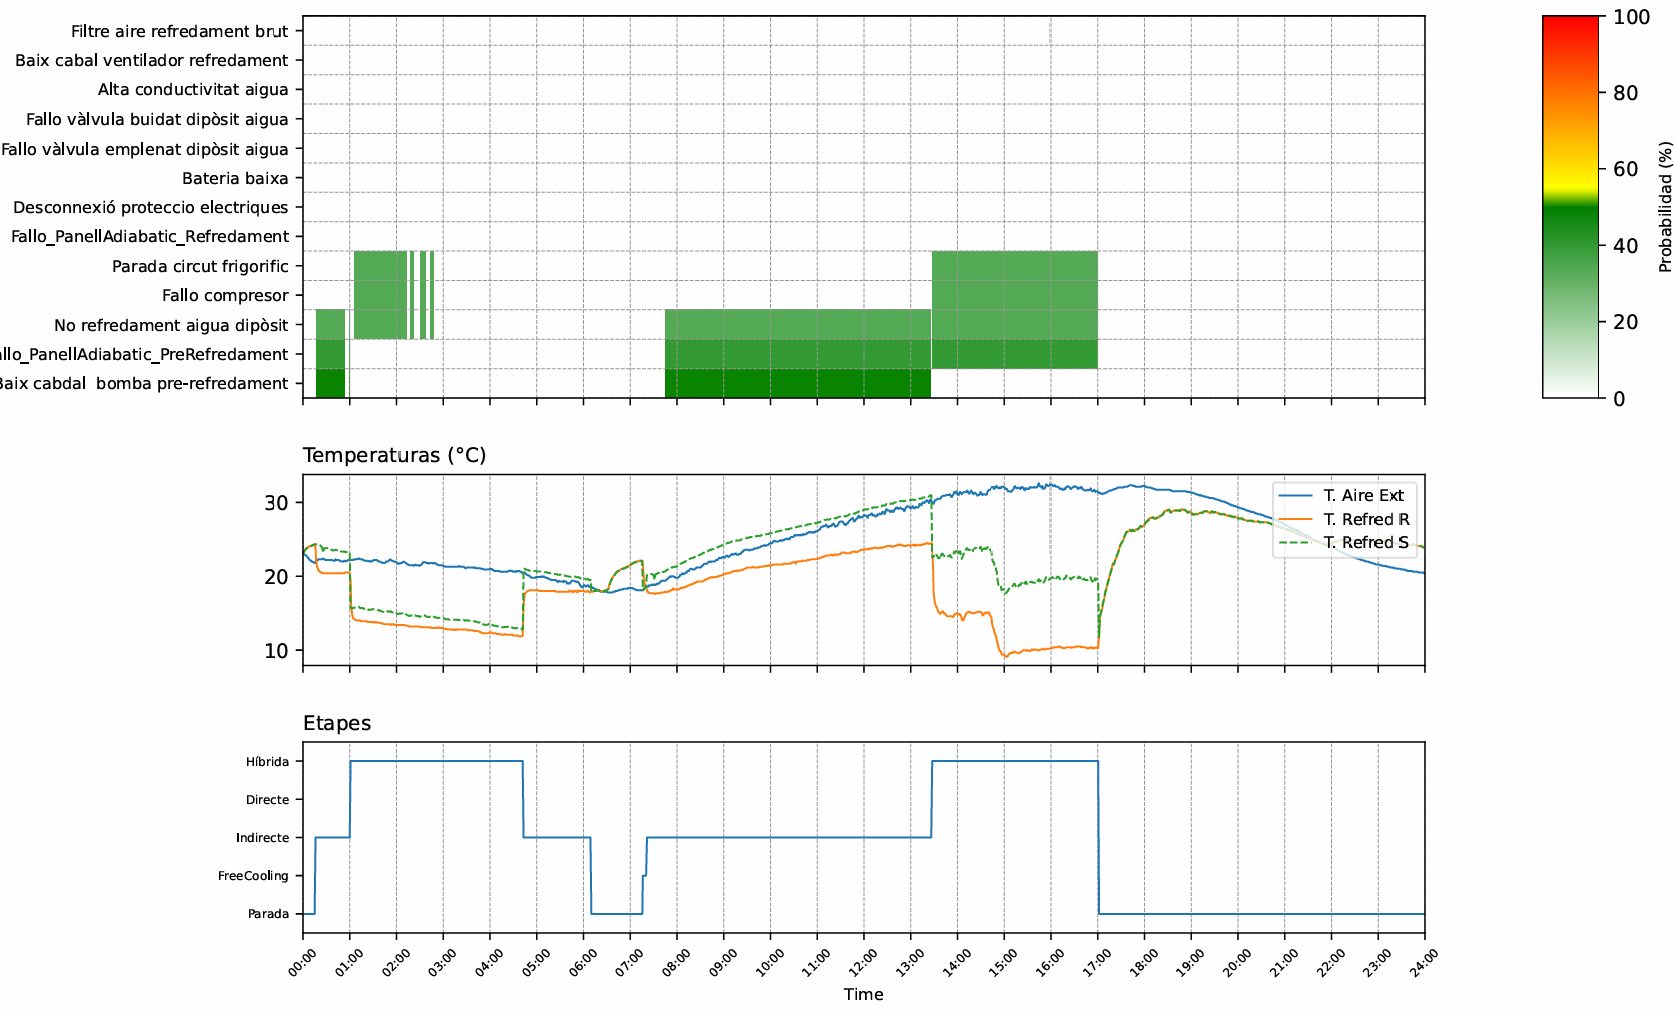 Filtre aire refredament brut
Baix cabal ventilador refredament
Alta conductivitat aigua
Fallo vàlvula buidat dipòsit aigua
Fallo vàlvula emplenat dipòsit aigua
Bateria baixa
Desconnexió proteccio electriques
Fallo_PanellAdiabatic_Refredament
Parada circut frigorific
Fallo compresor
No refredament aigua dipòsit
allo_PanellAdiabatic_PreRefredament
Baix cabdal bomba pre-refredament
100
80
60
40
20
0
Probabilidad (%)
Temperaturas (°C)
30
20
10
T. Aire Ext
T. Refred R
T. Refred S
Etapes
Híbrida
Directe
Indirecte
FreeCooling
Parada
00:00 01:00 02:00 03:00 04:00 05:00 06:00 07:00 08:00 09:00 10:00 11:00 12:00 13:00 14:00 15:00 16:00 17:00 18:00 19:00 20:00 21:00 22:00 23:00 24:00
Time